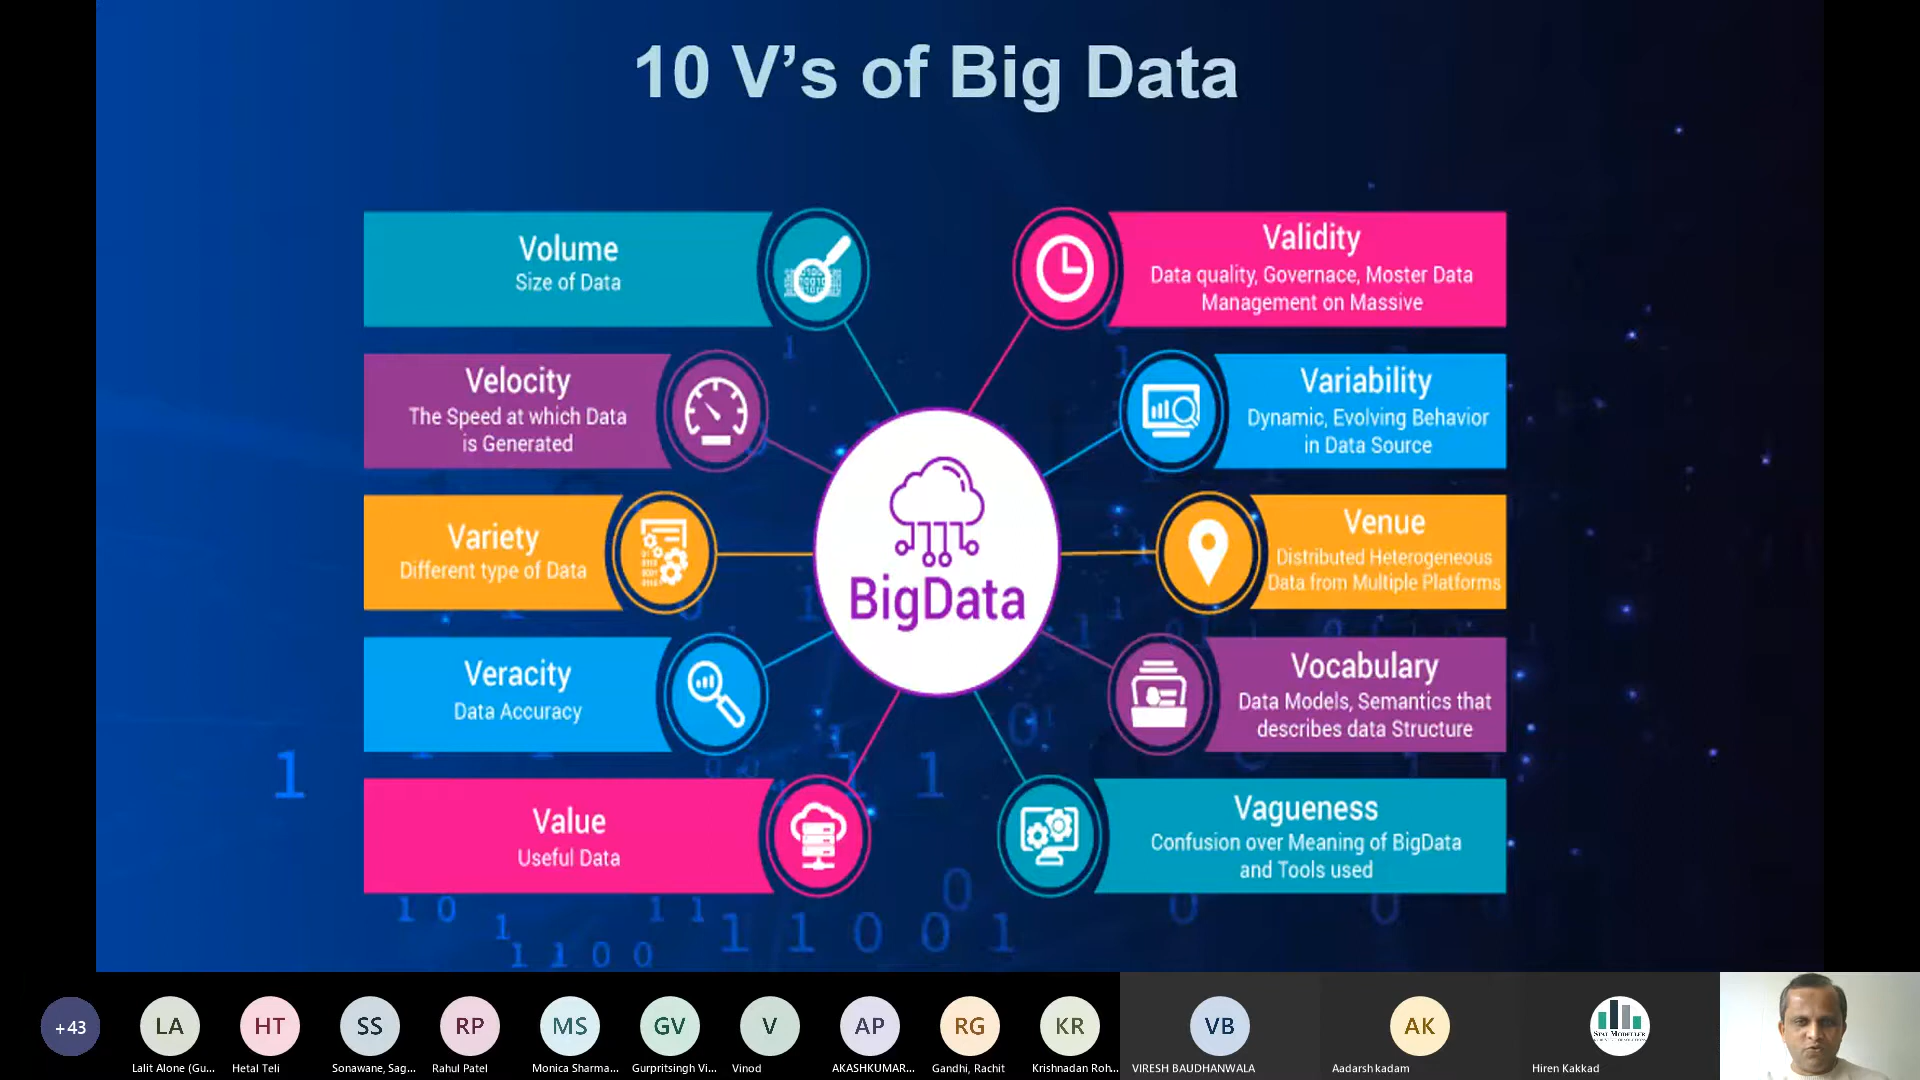 10 V’s of Big Data
Volume
Size of Data
Velocity
The Speed at which Data
is Generated
Variety
Different type of Data
Veracity
Data Accuracy
Value
Useful Data
BigData
Validity
Data quality, Governace, Moster Data
Management on Massive
Variability
Dynamic, Evolving Behavior
in Data Source
Venue
Distributed Heterogeneous
Data from Multiple Platforms
Vocabulary
Data Models, Semantics that
describes data Structure
Vagueness
Confusion over Meaning of BigData
and Tools used
+43
LA
HT
SS
RP
MS
GV
V
AP
RG
KR
VB
AK
Lalit Alone (Gu...
Hetal Teli
Sonawane, Sag...
Rahul Patel
Monica Sharma...
Gurpritsingh Vi...
Vinod
AKASHKUMAR...
Gandhi, Rachit
Krishnadan Roh...
VIRESH BAUDHANWALA
Aadarsh kadam
Hiren Kakkad